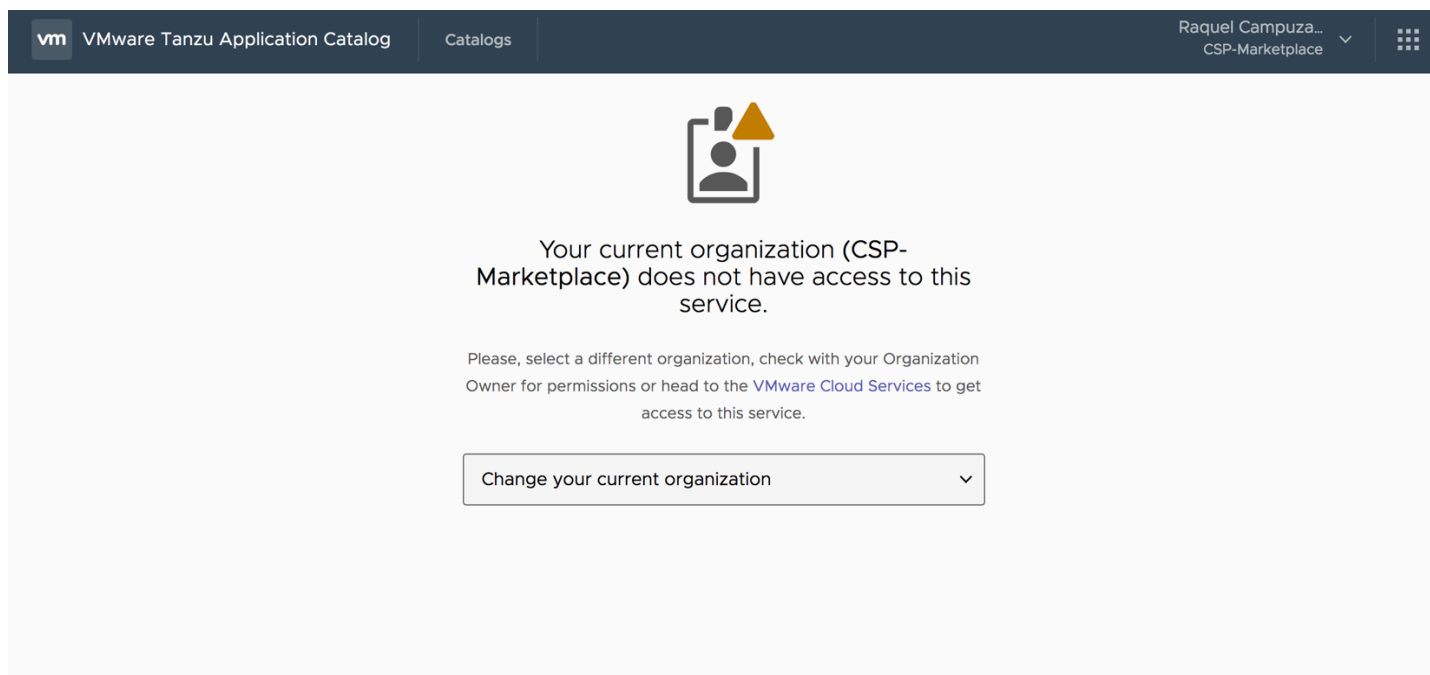 vm VMware Tanzu Application Catalog Catalogs
Raquel Campuza...
CSP-Marketplace
Your current organization (CSP-
Marketplace) does not have access to this
service.
Please, select a different organization, check with your Organization
Owner for permissions or head to the VMware Cloud Services to get
access to this service.
Change your current organization